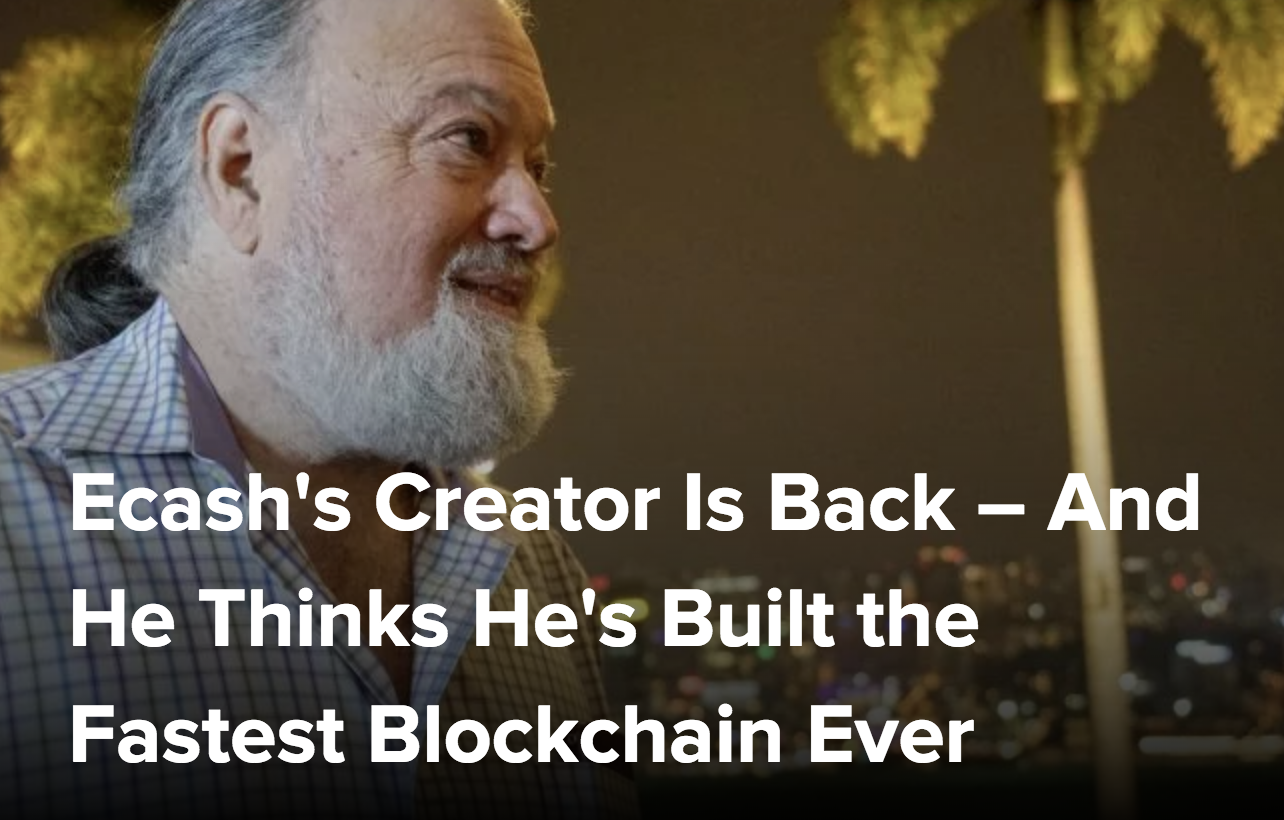 Ecash's Creator Is Back – And
He Thinks He's Built the
Fastest Blockchain Ever